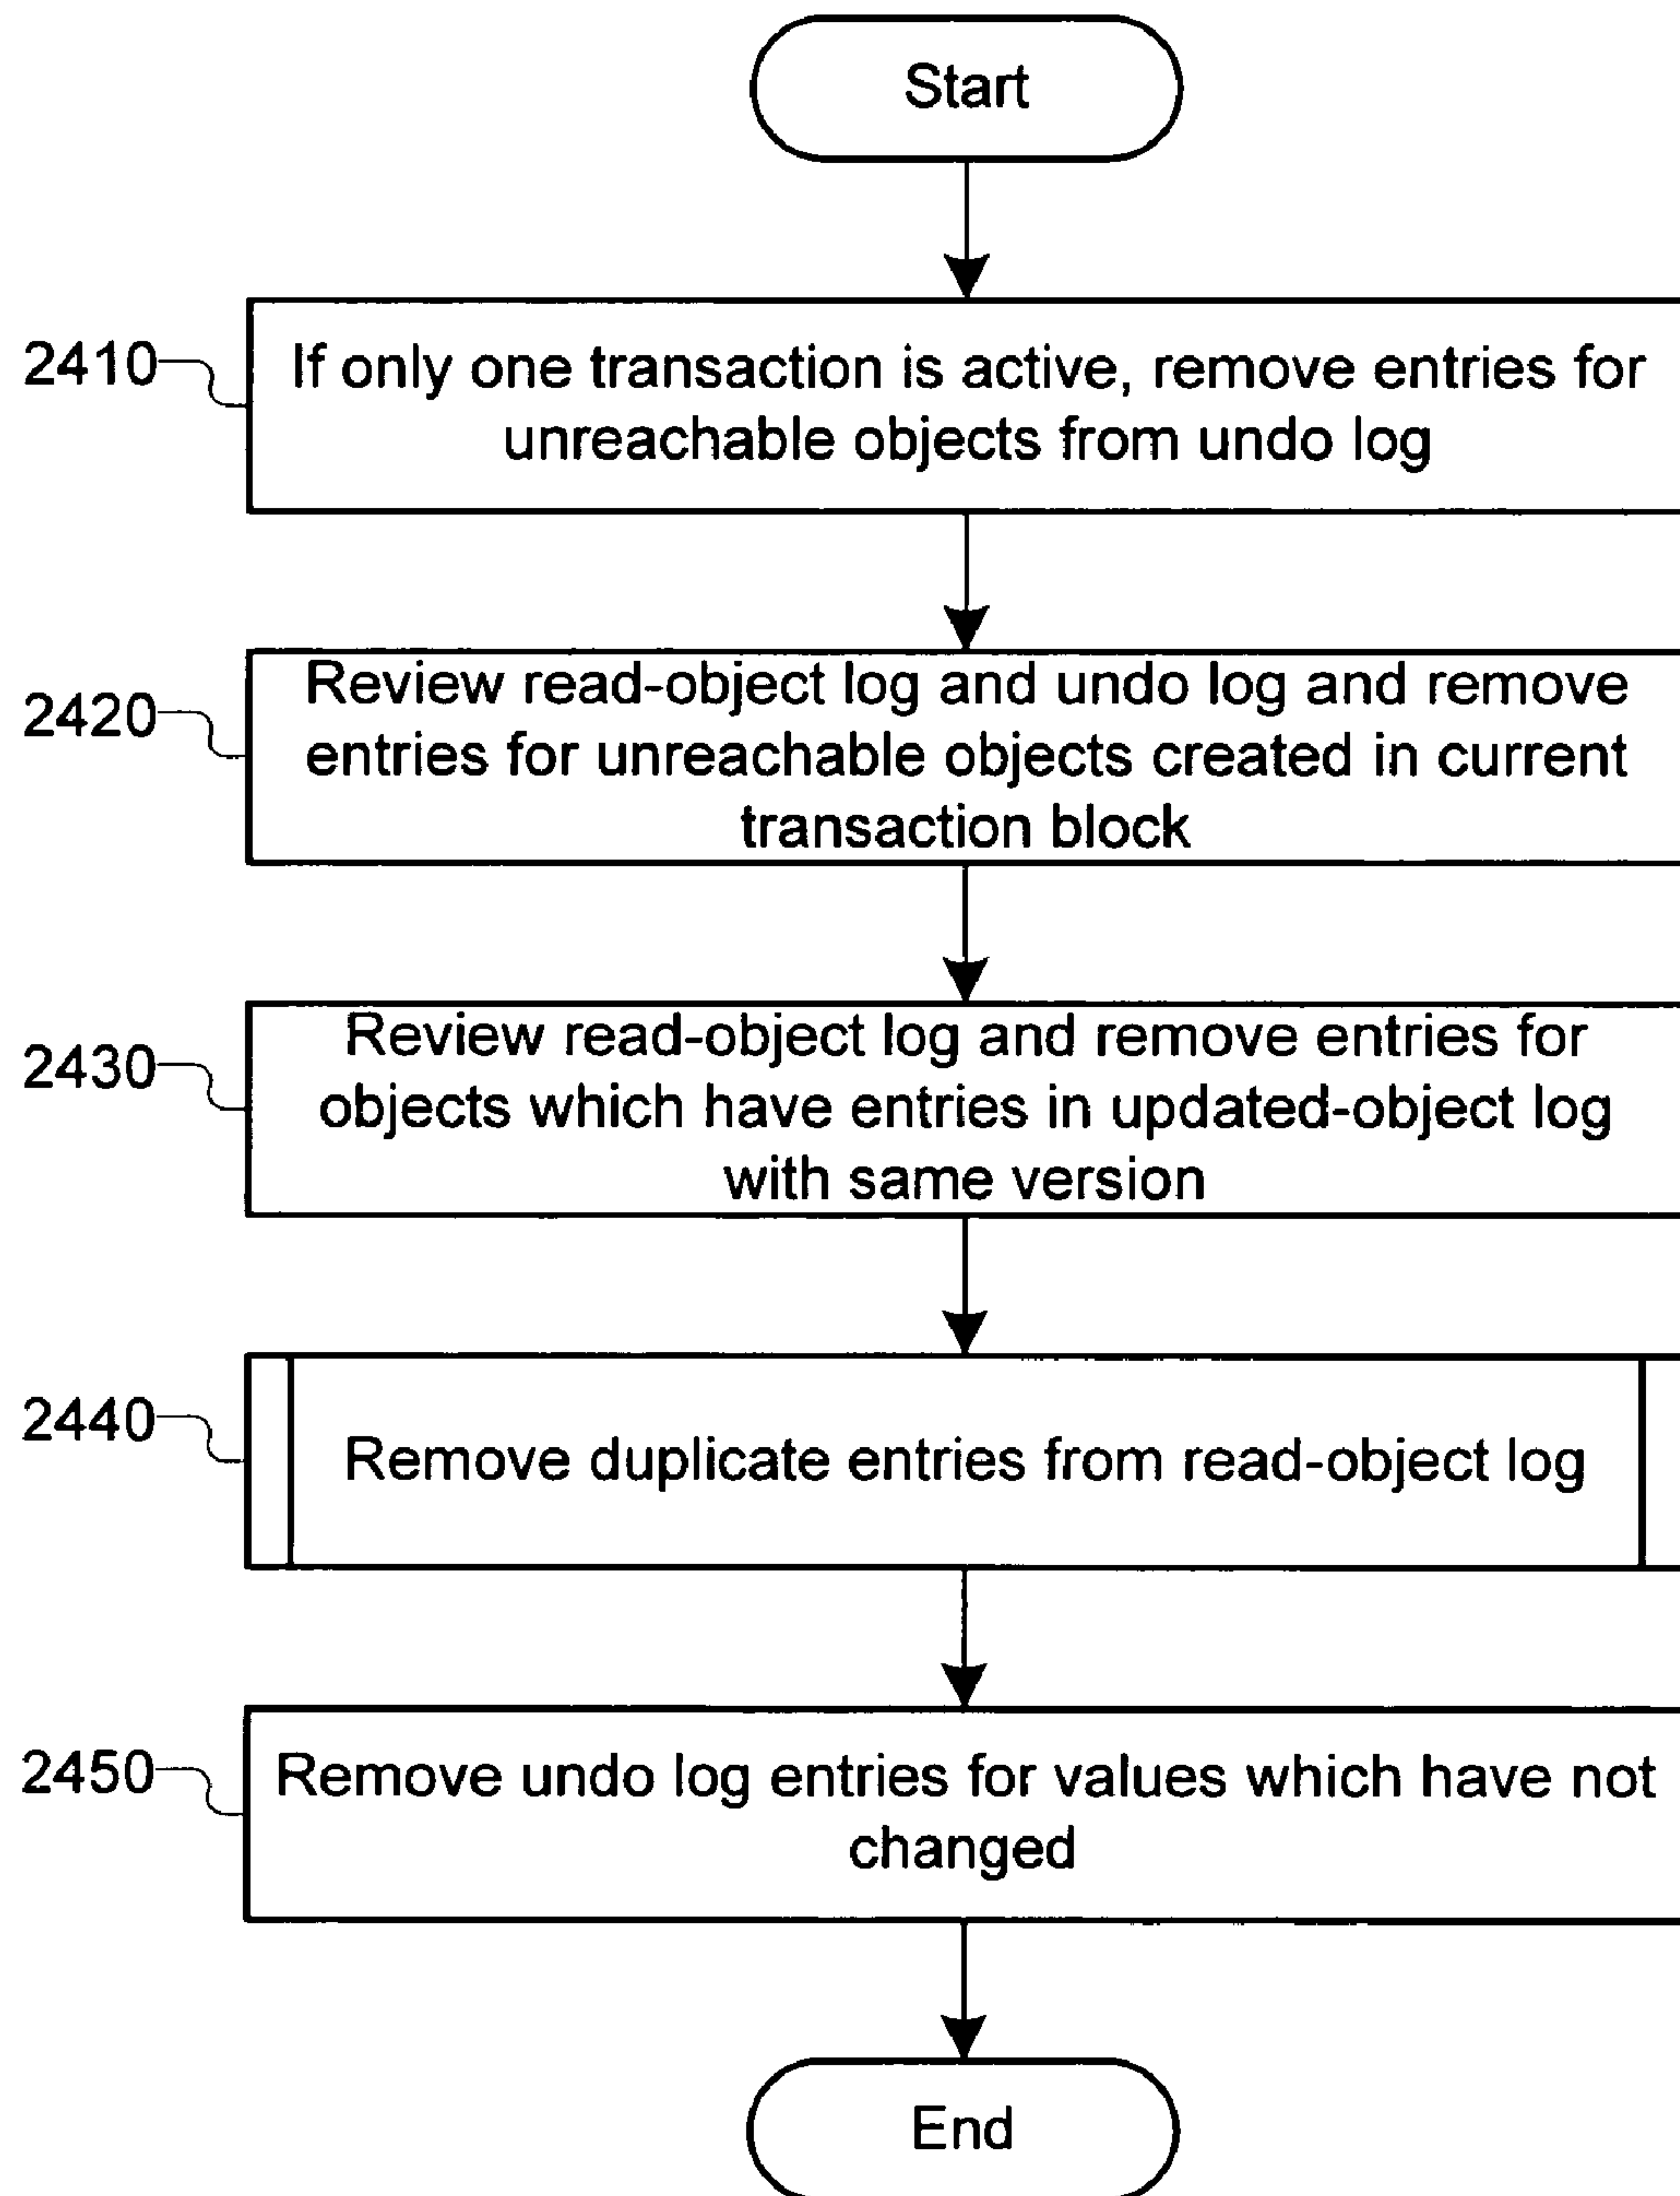 Start
2410
If only one transaction is active, remove entries for
unreachable objects from undo log
2420
Review read-object log and undo log and remove
entries for unreachable objects created in current
transaction block
2430
Review read-object log and remove entries for
objects which have entries in updated-object log
with same version
2440
Remove duplicate entries from read-object log
2450
Remove undo log entries for values which have not
changed
End